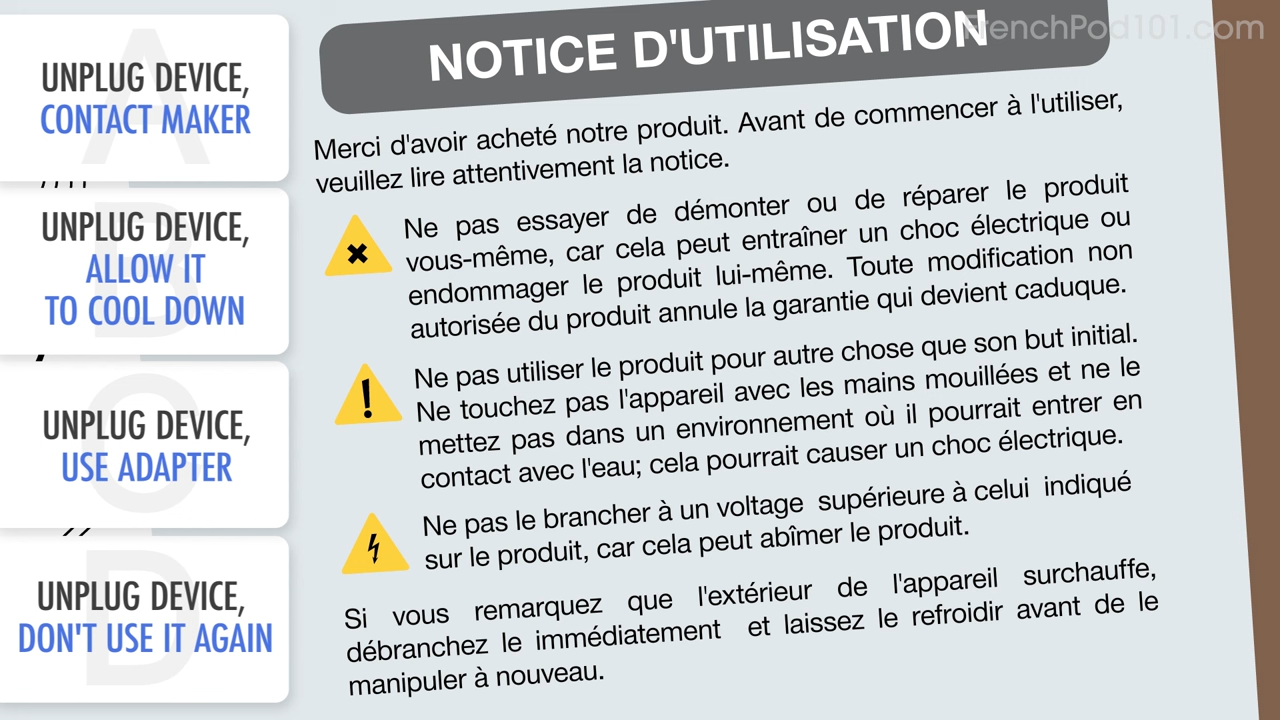 FrenchPod101.com
UNPLUG DEVICE,
CONTACT MAKER
A
UNPLUG DEVICE,
ALLOW IT
TO COOL DOWN
B
UNPLUG DEVICE,
USE ADAPTER
C
UNPLUG DEVICE,
DON'T USE IT AGAIN
D
NOTICE D'UTILISATION
Merci d'avoir acheté notre produit. Avant de commencer à l'utiliser,
veuillez lire attentivement la notice.
Ne pas essayer de démonter ou de réparer le produit
vous-même, car cela peut entraîner un choc électrique ou
endommager le produit lui-même. Toute modification non
autorisée du produit annule la garantie qui devient caduque.
!
Ne pas utiliser le produit pour autre chose que son but initial.
Ne touchez pas l'appareil avec les mains mouillées et ne le
mettez pas dans un environnement où il pourrait entrer en
contact avec l'eau; cela pourrait causer un choc électrique.
Ne pas le brancher à un voltage supérieure à celui indiqué
sur le produit, car cela peut abîmer le produit.
Si vous remarquez que l'extérieur de l'appareil surchauffe,
débranchez le immédiatement et laissez le refroidir avant de le
manipuler à nouveau.